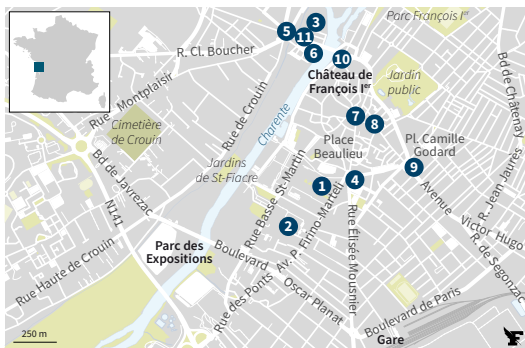 Parc François Ier
3
5
11
6
10
R. Cl. Boucher
Château de
François Ier
Jardin
public
Bd de Châtenay
Rue Montplaisir
Rue de Crouin
Charente
Cimetière
de Crouin
7
8
Place
Beaulieu
Pl. Camille
Godard
9
Bd de Javrezac
Jardins
de St-Fiacre
Rue Basse St-Martin
1
4
R. Jean Jaurès
N141
Avenue Victor Hugo
2
Av. P. Firino Martell
Rue Élisée Mousnier
R. de Segonzac
Parc des
Expositions
Rue Haute de Crouin
Boulevard Oscar Planat
Rue des Ponts
Boulevard de Paris
250 m
Gare
F